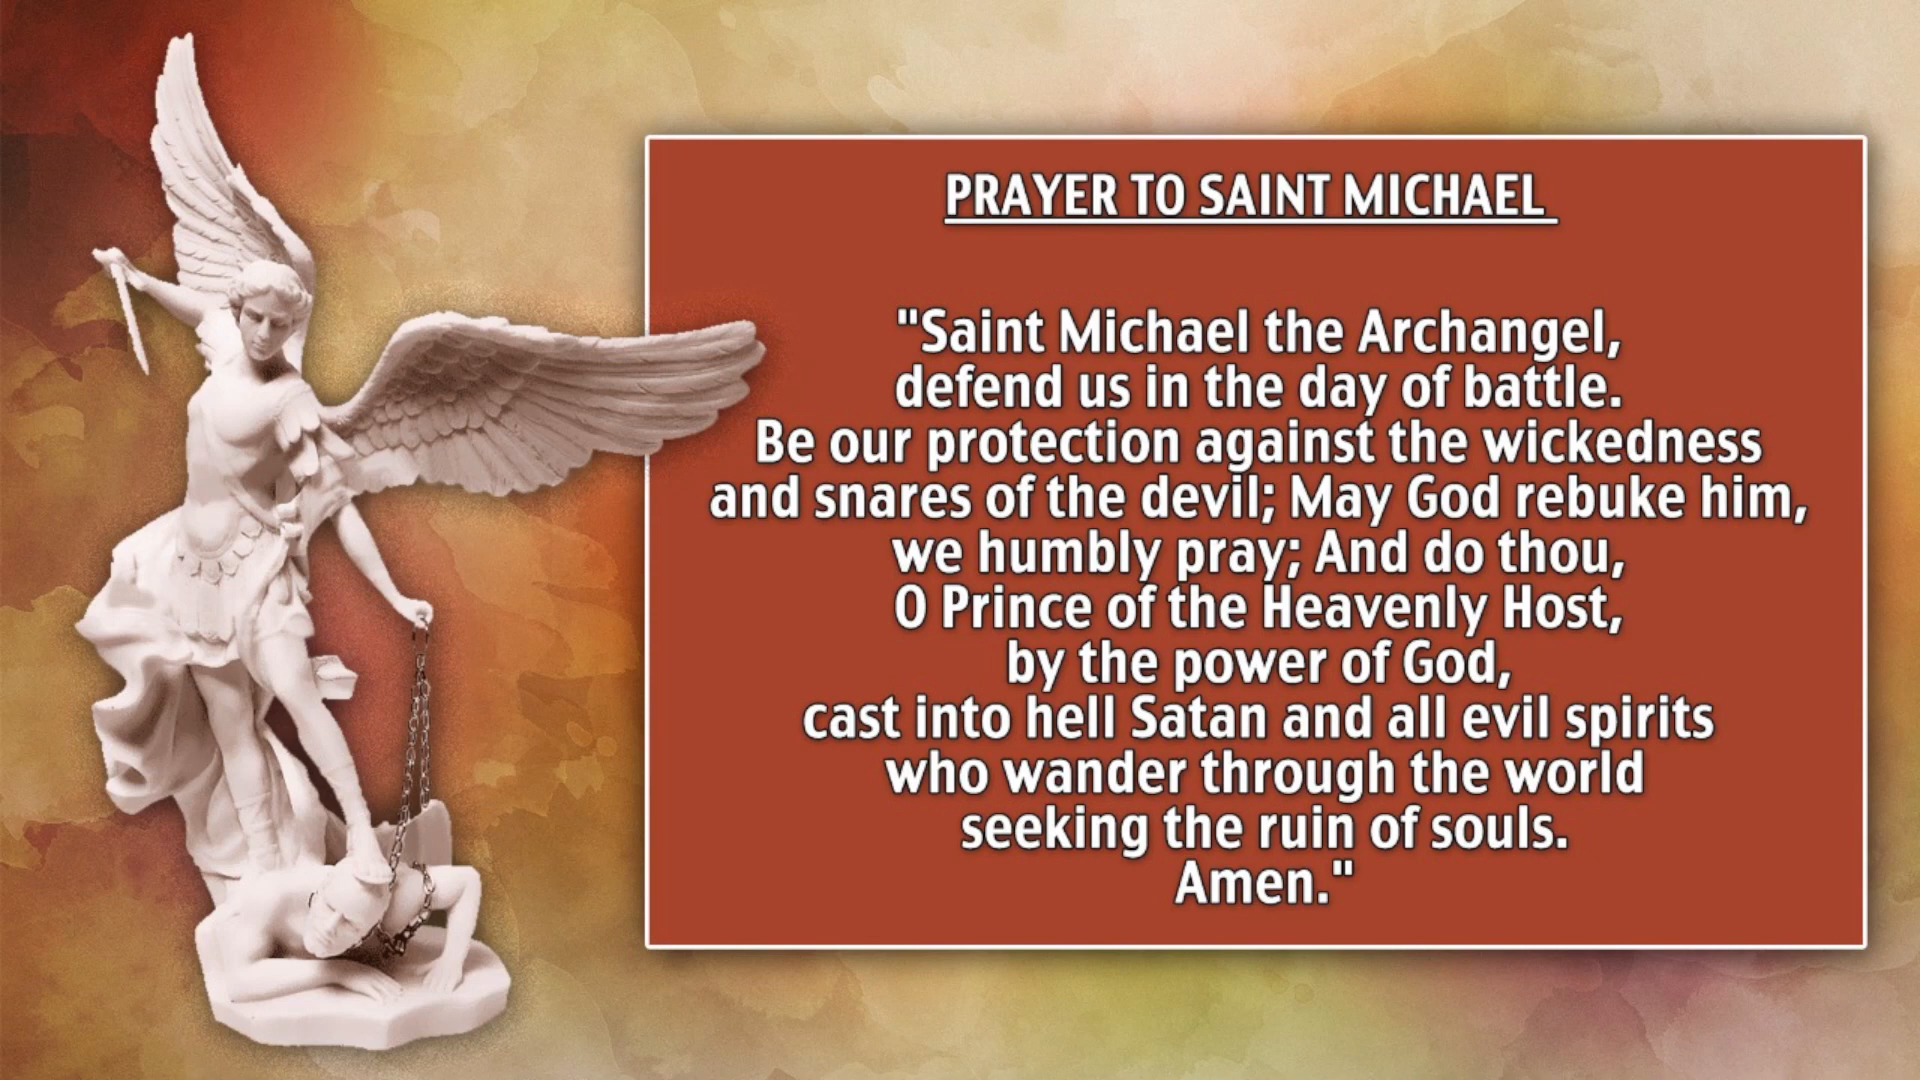 PRAYER TO SAINT MICHAEL
"Saint Michael the Archangel,
defend us in the day of battle.
Be our protection against the wickedness
and snares of the devil; May God rebuke him,
we humbly pray; And do thou,
O Prince of the Heavenly Host,
by the power of God,
cast into hell Satan and all evil spirits
who wander through the world
seeking the ruin of souls.
Amen."